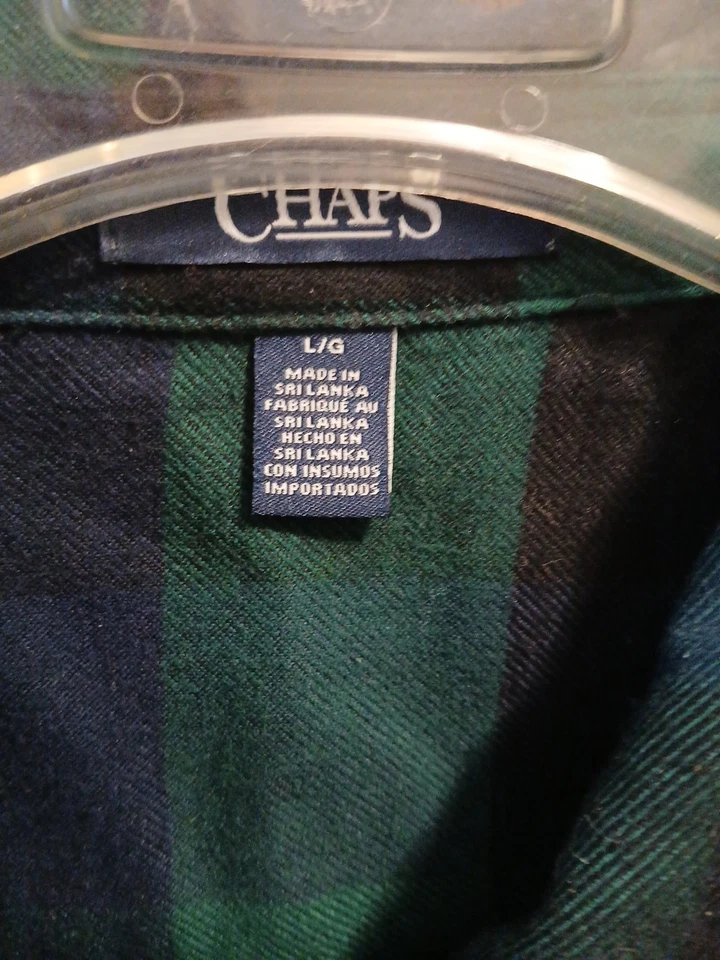 CHAPS
L/G
MADE IN
SRI LANKA
FABRIQUÉ AU
SRI LANKA
HECHO EN
SRI LANKA
CON INSUMOS
IMPORTADOS